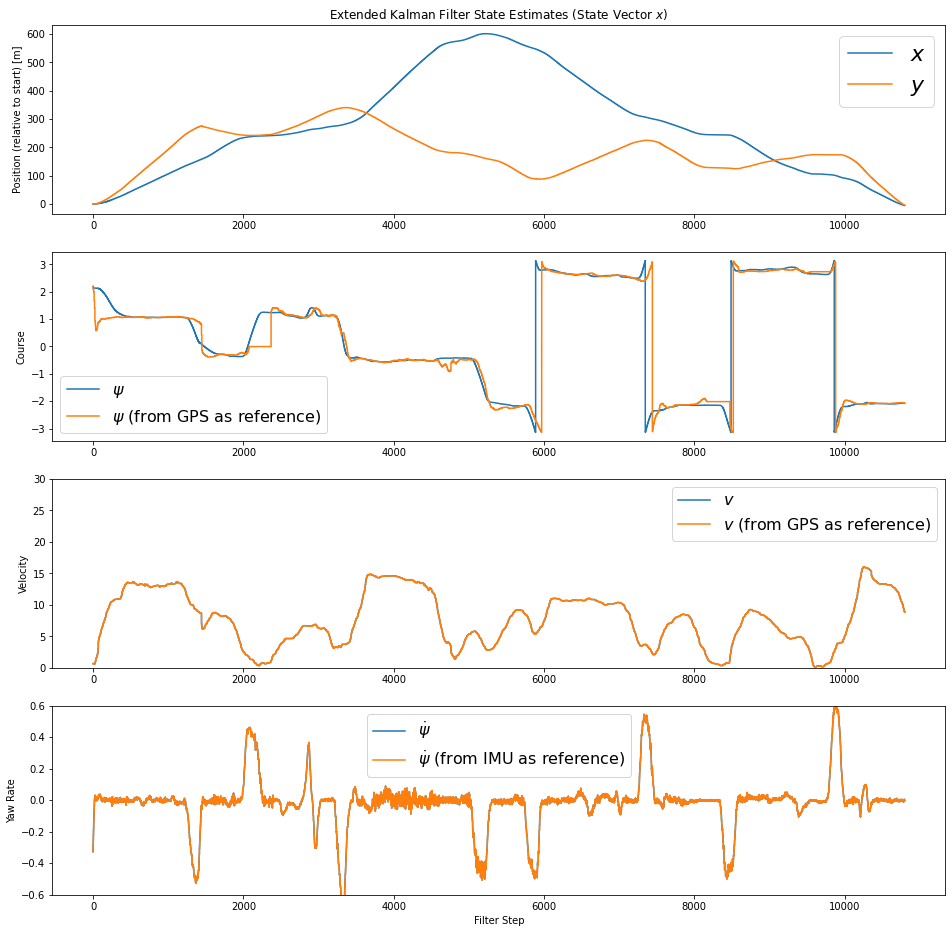 Extended Kalman Filter State Estimates (State Vector x)
Position (relative to start) [m]
600
500
400
300
200
100
0
x
y
0 2000 4000 6000 8000 10000
Course
3
2
1
0
−1
−2
−3
ψ
ψ (from GPS as reference)
0 2000 4000 6000 8000 10000
Velocity
30
25
20
15
10
5
0
v
v (from GPS as reference)
0 2000 4000 6000 8000 10000
Yaw Rate
0.6
0.4
0.2
0.0
−0.2
−0.4
−0.6
ψ̇
ψ̇ (from IMU as reference)
0 2000 4000 6000 8000 10000
Filter Step